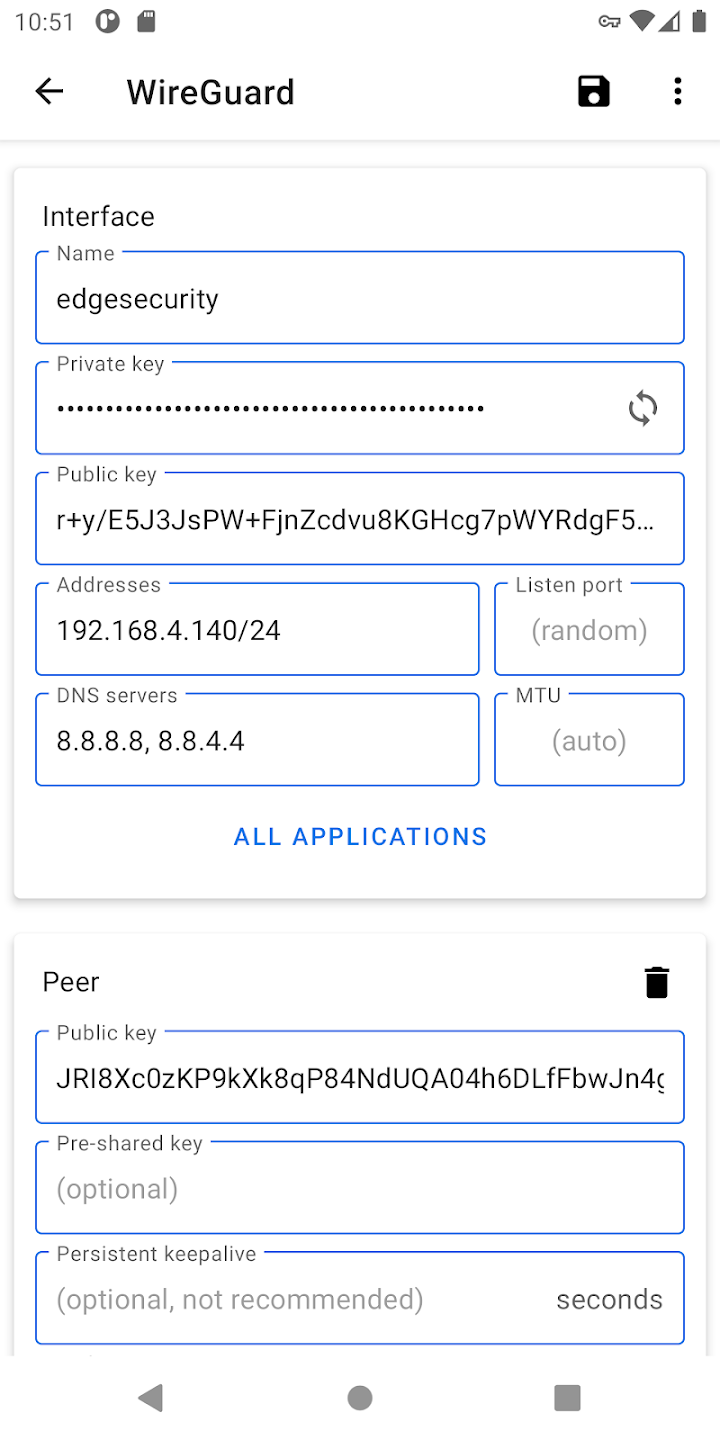 10:51
WireGuard
Interface
Name
edgesecurity
Private key
••••••••••••••••••••••••••••••••••••••••••••
Public key
r+y/E5J3JsPW+FjnZcdvu8KGHcg7pWYRdgF5…
Addresses
Listen port
192.168.4.140/24
(random)
DNS servers
MTU
8.8.8.8, 8.8.4.4
(auto)
ALL APPLICATIONS
Peer
Public key
JRI8Xc0zKP9kXk8qP84NdUQA04h6DLfFbwJn4g
Pre-shared key
(optional)
Persistent keepalive
(optional, not recommended) seconds